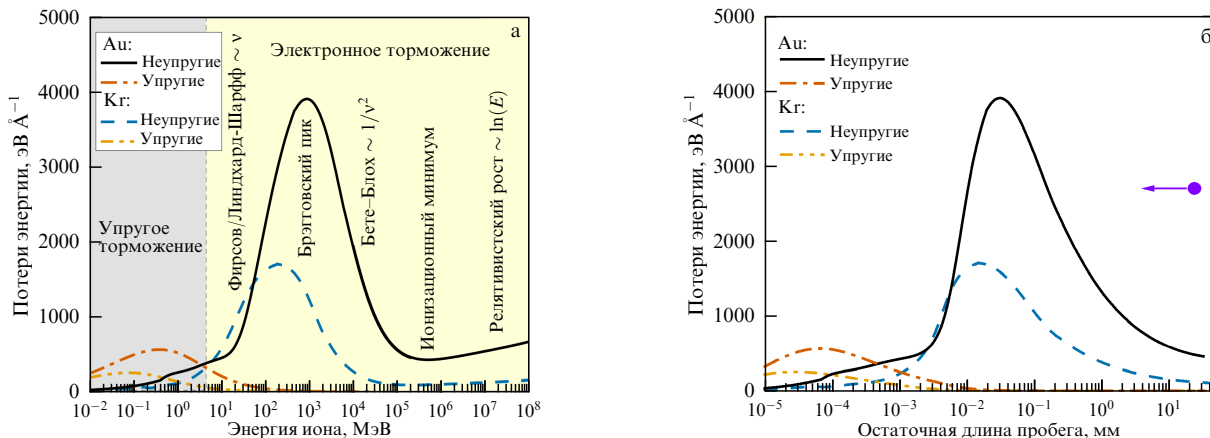 5000
4000
3000
2000
1000
0
Потери энергии, эВ Å⁻¹
Au:
Неупругие
Упругие
Kr:
Неупругие
Упругие
Упругое
торможение
Электронное торможение
а
Фирсов/Линдхард-Шарфф ~ ν
Брэгговский пик
Бете–Блох ~ 1/ν²
Ионизационный минимум
Релятивистский рост ~ ln(E)
10⁻² 10⁻¹ 10⁰ 10¹ 10² 10³ 10⁴ 10⁵ 10⁶ 10⁷ 10⁸
Энергия иона, МэВ
5000
4000
3000
2000
1000
0
Потери энергии, эВ Å⁻¹
Au:
Неупругие
Упругие
Kr:
Неупругие
Упругие
б
10⁻⁵ 10⁻⁴ 10⁻³ 10⁻² 10⁻¹ 10⁰ 10¹
Остаточная длина пробега, мм